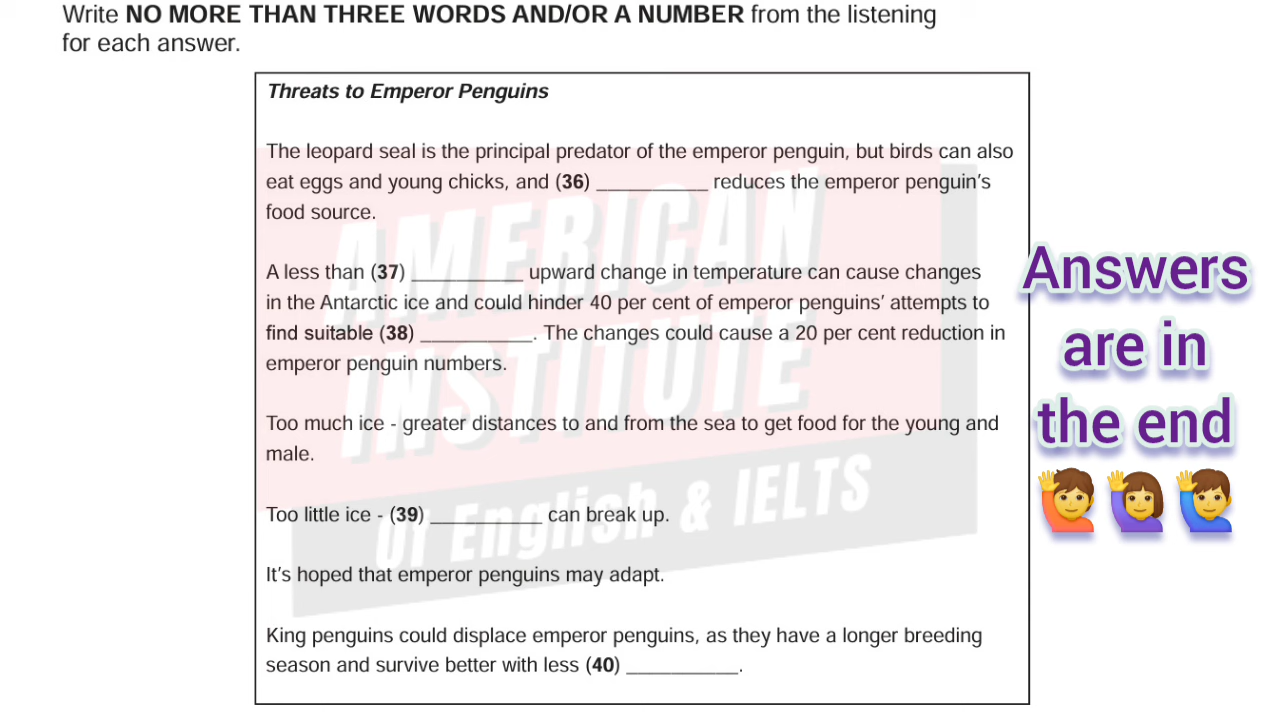 Write NO MORE THAN THREE WORDS AND/OR A NUMBER from the listening
for each answer.
Threats to Emperor Penguins
The leopard seal is the principal predator of the emperor penguin, but birds can also
eat eggs and young chicks, and (36) __________ reduces the emperor penguin's
food source.
A less than (37) __________ upward change in temperature can cause changes
in the Antarctic ice and could hinder 40 per cent of emperor penguins' attempts to
find suitable (38) __________. The changes could cause a 20 per cent reduction in
emperor penguin numbers.
Too much ice - greater distances to and from the sea to get food for the young and
male.
Too little ice - (39) __________ can break up.
It's hoped that emperor penguins may adapt.
King penguins could displace emperor penguins, as they have a longer breeding
season and survive better with less (40) __________.
AMERICAN
INSTITUTE
Of English & IELTS
Answers
are in
the end